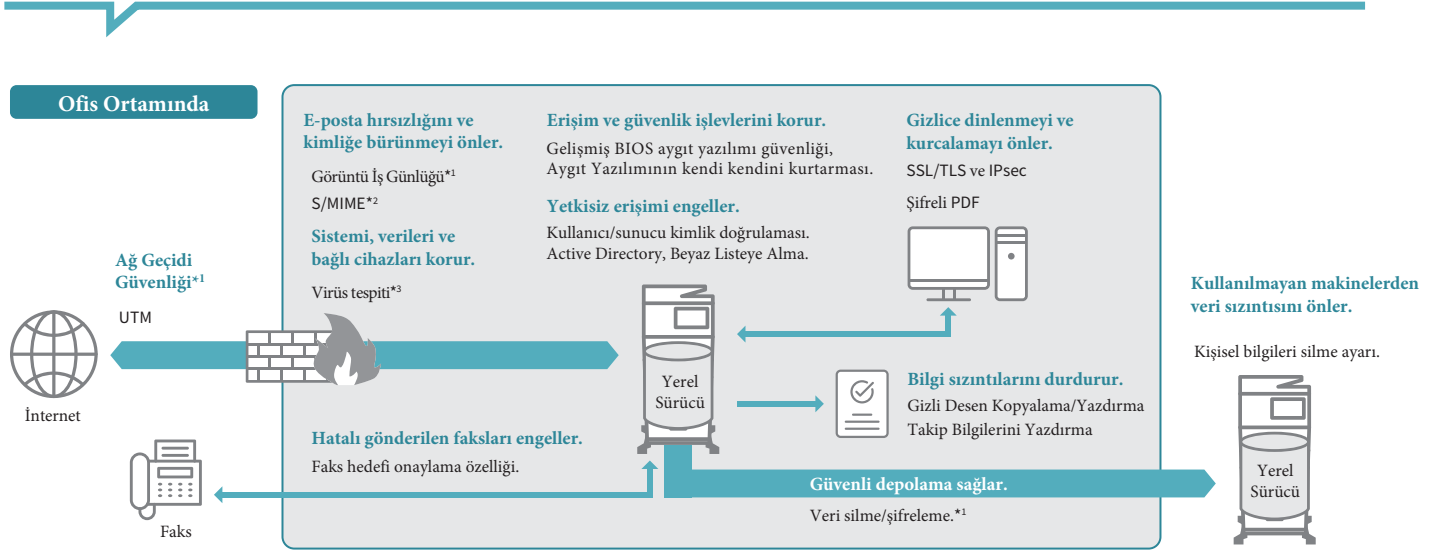 Ofis Ortamında
E-posta hırsızlığını ve
kimliğe bürünmeyi önler.
Görüntü İş Günlüğü*1
S/MIME*2
Sistemi, verileri ve
bağlı cihazları korur.
Virüs tespiti*3
Erişim ve güvenlik işlevlerini korur.
Gelişmiş BIOS aygıt yazılımı güvenliği,
Aygıt Yazılımının kendi kendini kurtarması.
Yetkisiz erişimi engeller.
Kullanıcı/sunucu kimlik doğrulaması.
Active Directory, Beyaz Listeye Alma.
Gizlice dinlenmeyi ve
kurcalamayı önler.
SSL/TLS ve IPsec
Şifreli PDF
Ağ Geçidi
Güvenliği*1
UTM
İnternet
Yerel
Sürücü
Bilgi sızıntılarını durdurur.
Gizli Desen Kopyalama/Yazdırma
Takip Bilgilerini Yazdırma
Kullanılmayan makinelerden
veri sızıntısını önler.
Kişisel bilgileri silme ayarı.
Yerel
Sürücü
Hatalı gönderilen faksları engeller.
Faks hedefi onaylama özelliği.
Faks
Güvenli depolama sağlar.
Veri silme/şifreleme.*1